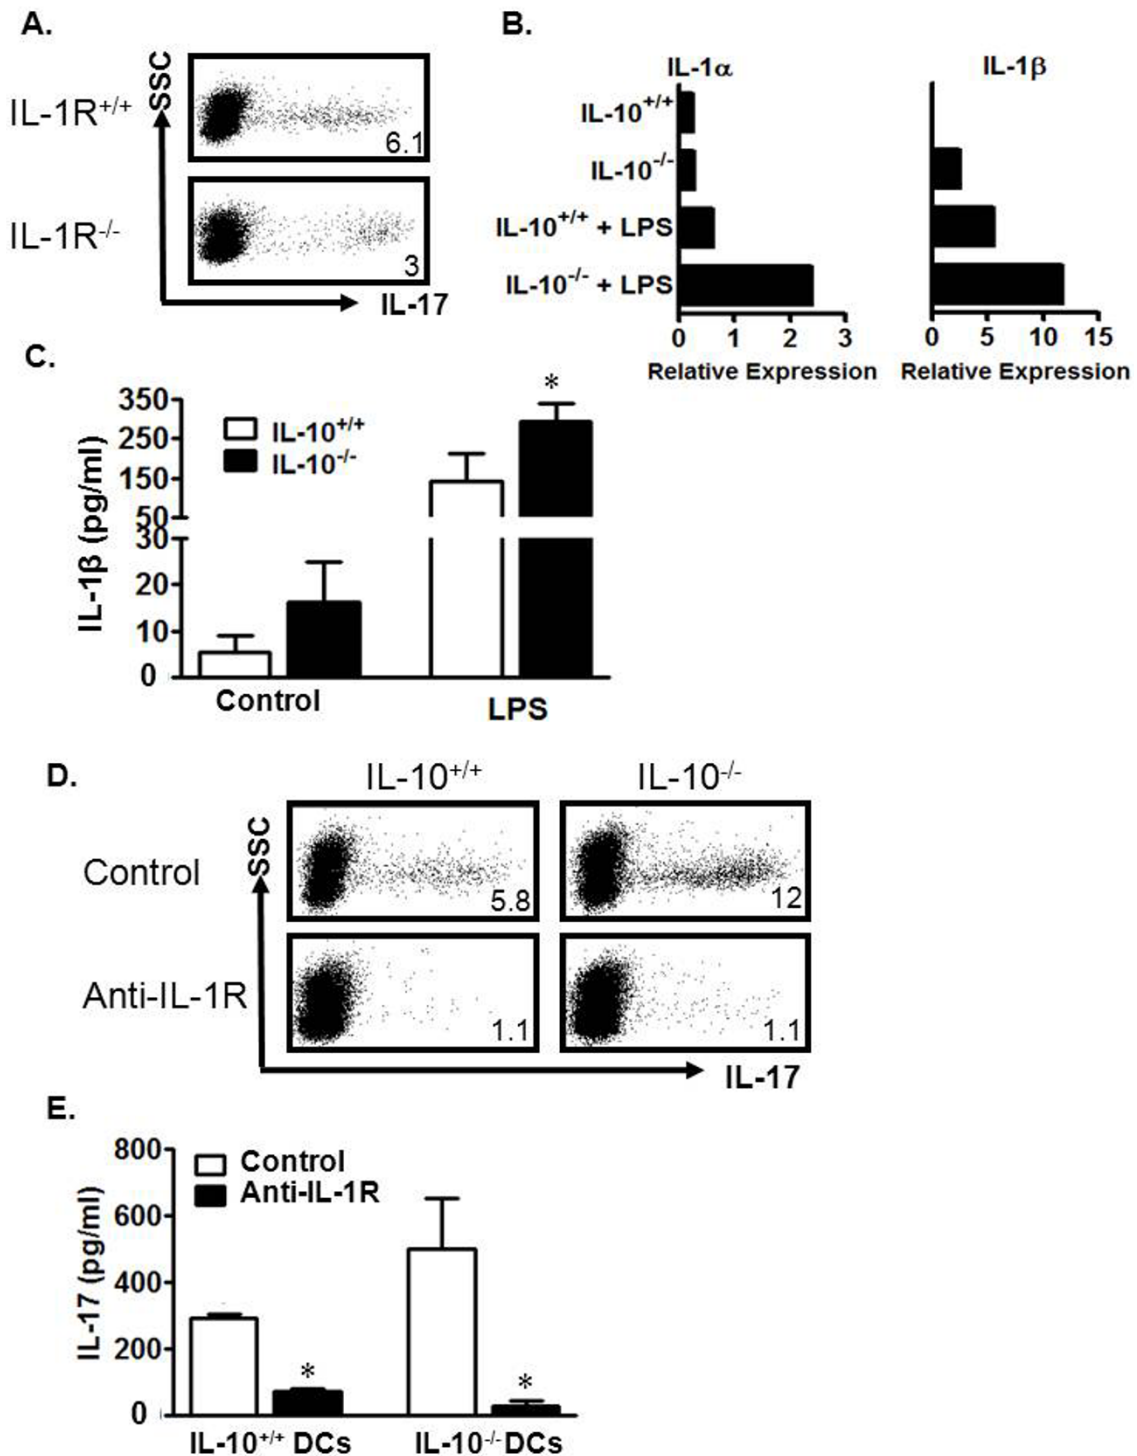 A.
SSC
IL-1R+/+
6.1
IL-1R-/-
3
IL-17
B.
IL-1α
IL-1β
IL-10+/+
IL-10-/-
IL-10+/+ + LPS
IL-10-/- + LPS
0 1 2 3
0 5 10 15
Relative Expression
Relative Expression
C.
IL-1β (pg/ml)
350
250
150
50
30
20
10
0
IL-10+/+
IL-10-/-
*
Control
LPS
D.
IL-10+/+
IL-10-/-
SSC
Control
5.8
12
Anti-IL-1R
1.1
1.1
IL-17
E.
IL-17 (pg/ml)
800
600
400
200
0
Control
Anti-IL-1R
*
*
IL-10+/+ DCs
IL-10-/- DCs